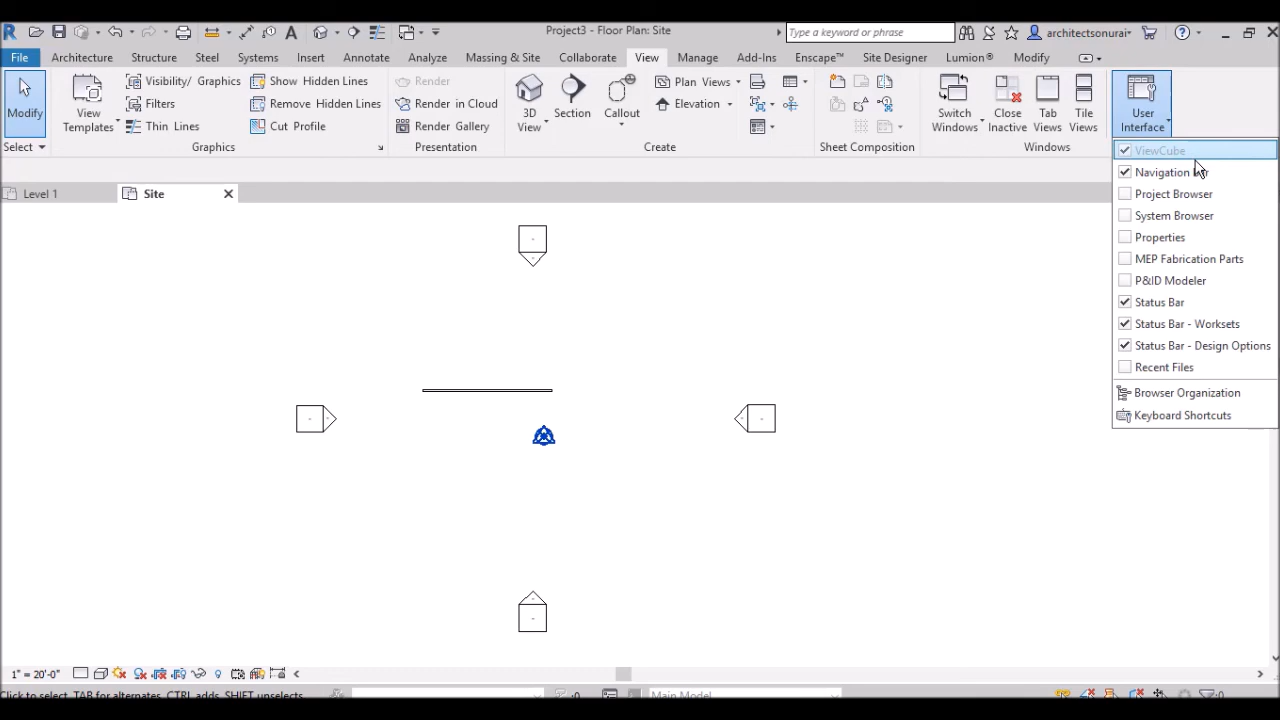 Project3 - Floor Plan: Site
Type a keyword or phrase
architectsonurai
File Architecture Structure Steel Systems Insert Annotate Analyze Massing & Site Collaborate View Manage Add-Ins Enscape™ Site Designer Lumion® Modify
Modify
View
Templates
Visibility/ Graphics
Filters
Thin Lines
Show Hidden Lines
Remove Hidden Lines
Cut Profile
Render
Render in Cloud
Render Gallery
3D
View
Section
Callout
Plan Views
Elevation
Switch
Windows
Close
Inactive
Tab
Views
Tile
Views
User
Interface
Select
Graphics
Presentation
Create
Sheet Composition
Windows
ViewCube
Navigation
Project Browser
System Browser
Properties
MEP Fabrication Parts
P&ID Modeler
Status Bar
Status Bar - Worksets
Status Bar - Design Options
Recent Files
Browser Organization
Keyboard Shortcuts
Level 1
Site
1" = 20'-0"
Click to select, TAB for alternates, CTRL adds, SHIFT unselects.
:0
Main Model
:0